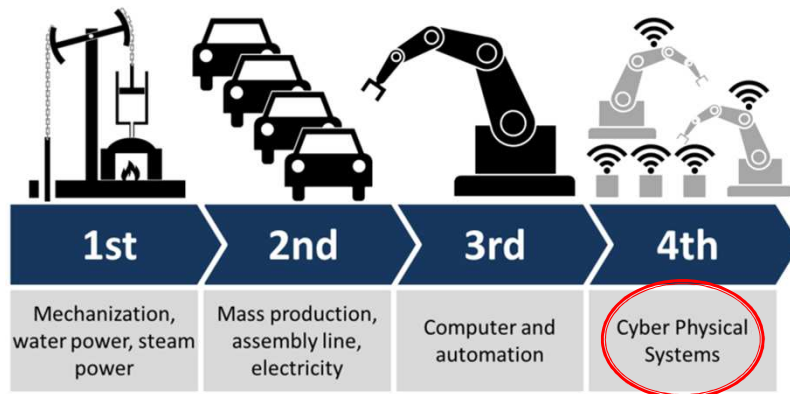 1st
2nd
3rd
4th
Mechanization,
water power, steam
power
Mass production,
assembly line,
electricity
Computer and
automation
Cyber Physical
Systems